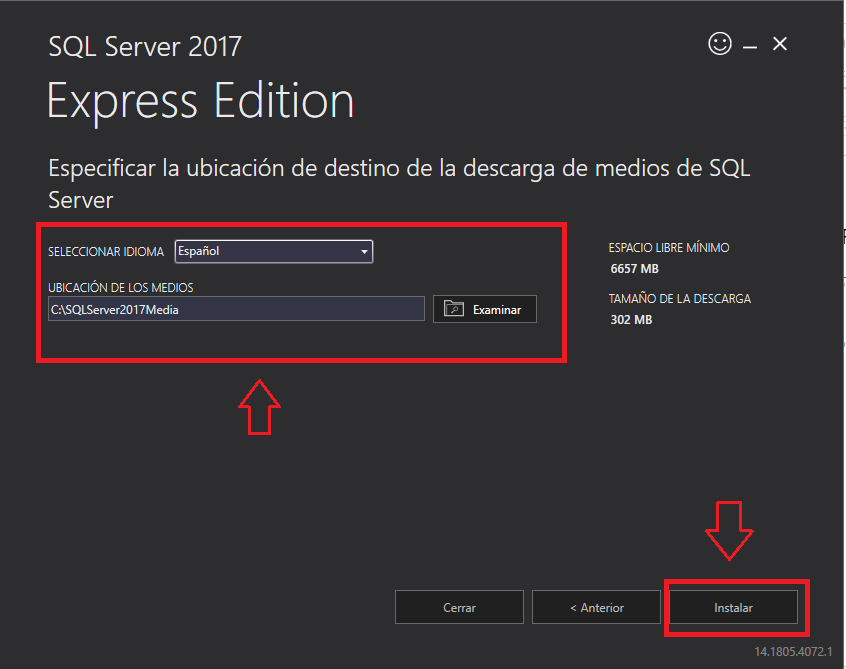 SQL Server 2017
Express Edition
Especificar la ubicación de destino de la descarga de medios de SQL
Server
SELECCIONAR IDIOMA
Español
UBICACIÓN DE LOS MEDIOS
C:\SQLServer2017Media
Examinar
ESPACIO LIBRE MÍNIMO
6657 MB
TAMAÑO DE LA DESCARGA
302 MB
Cerrar
< Anterior
Instalar
14.1805.4072.1